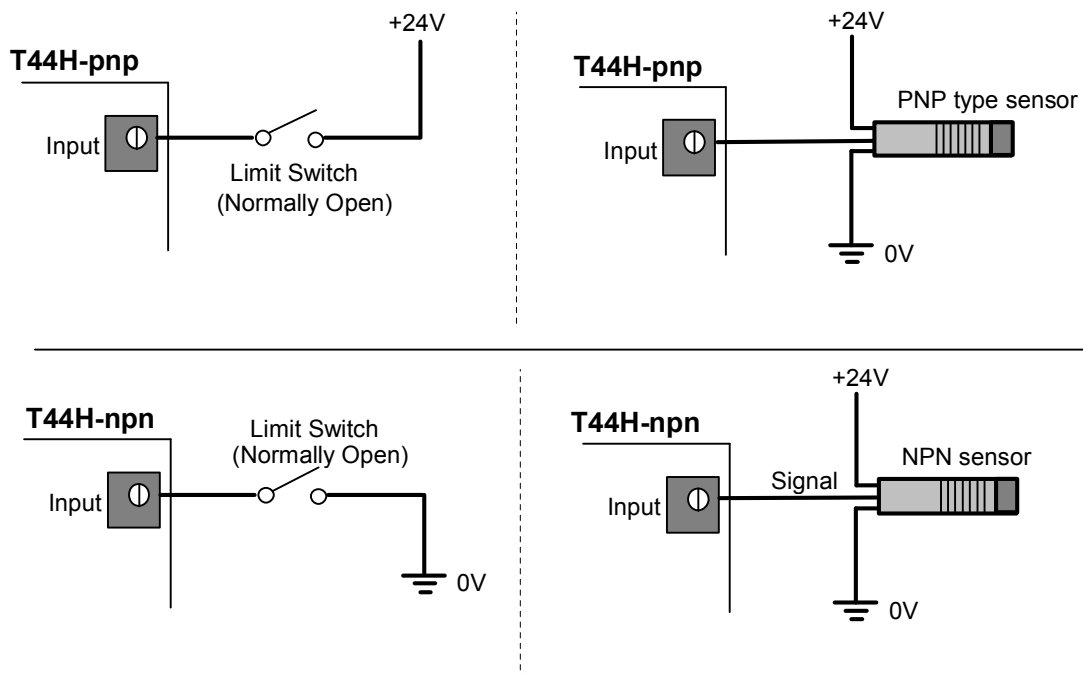 +24V
T44H-pnp
Input
Limit Switch
(Normally Open)
+24V
T44H-pnp
PNP type sensor
Input
0V
T44H-npn
Limit Switch
(Normally Open)
Input
0V
+24V
T44H-npn
NPN sensor
Signal
Input
0V